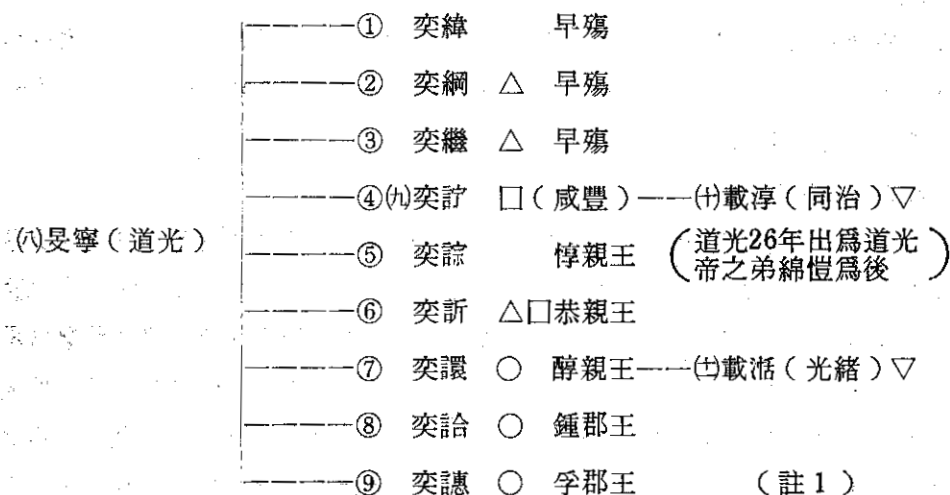 ① 奕緯 早殤
② 奕綱 △ 早殤
③ 奕繼 △ 早殤
④㈨奕詝 □(咸豐)——㈩載淳(同治)▽
㈧旻寧(道光)
⑤ 奕誴 惇親王 (道光26年出爲道光
帝之弟綿愷爲後)
⑥ 奕訢 △□恭親王
⑦ 奕譞 ○ 醇親王——(十一)載湉(光緒)▽
⑧ 奕詥 ○ 鍾郡王
⑨ 奕譓 ○ 孚郡王 (註1)